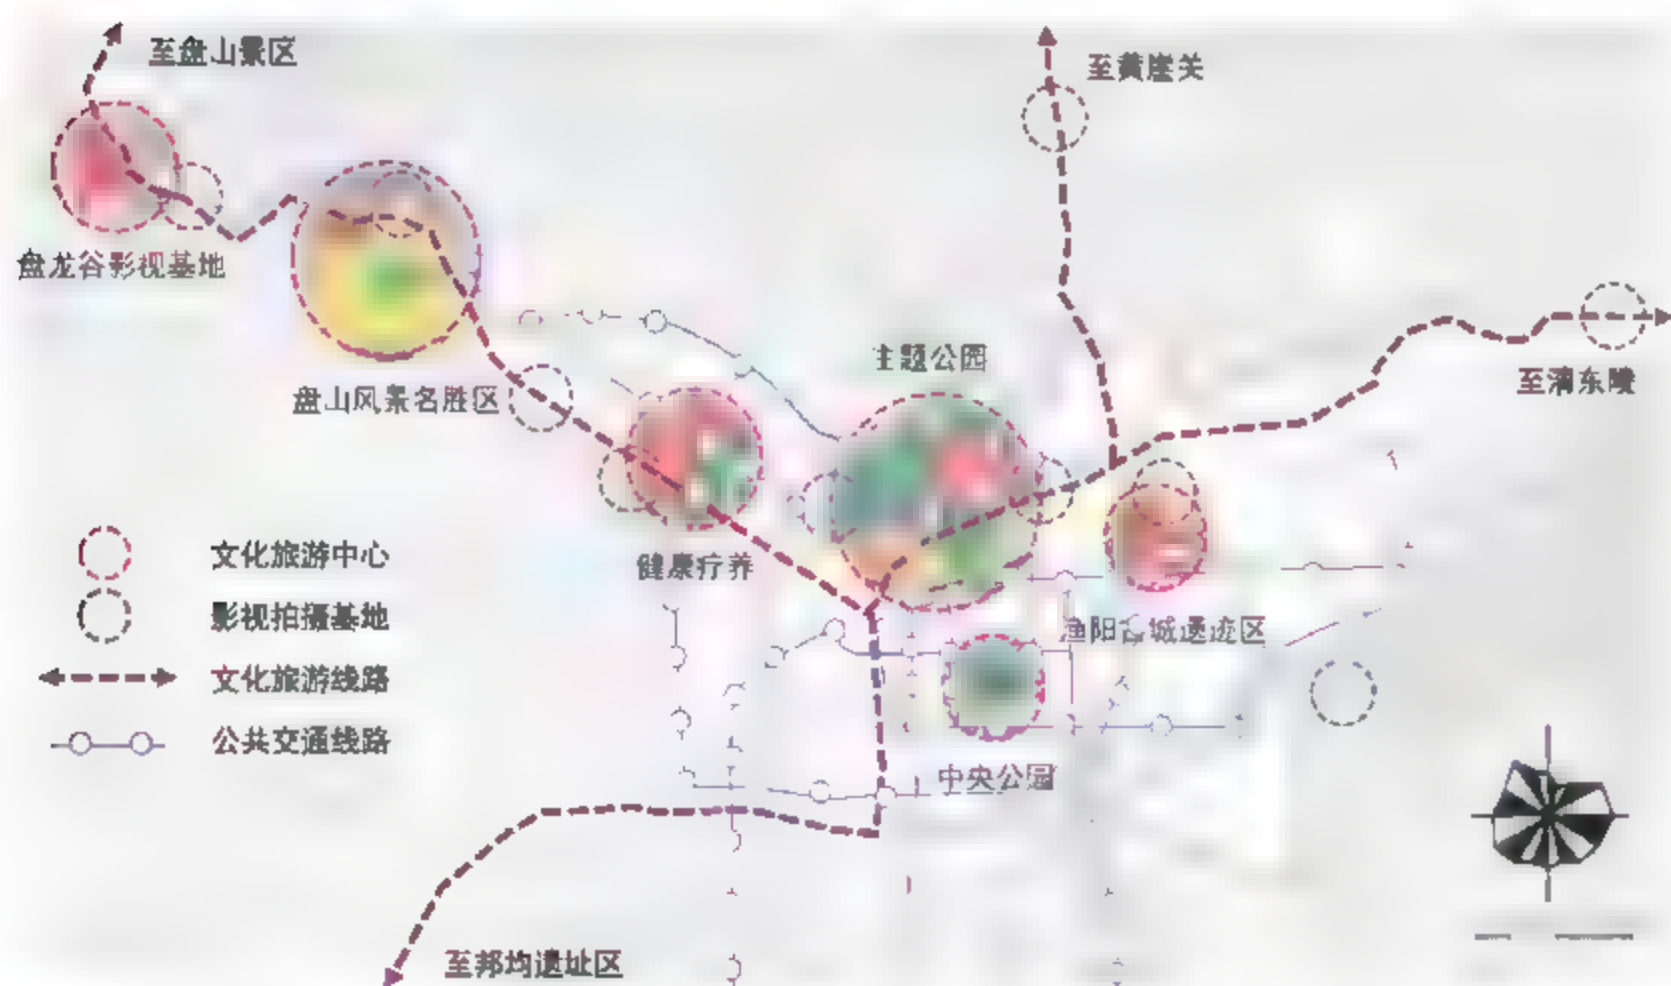 至盘山景区
至黄崖关
盘龙谷影视基地
主题公园
至清东陵
盘山风景名胜区
健康疗养
文化旅游中心
影视拍摄基地
渔阳古城遗迹区
文化旅游线路
公共交通线路
中央公园
至邦均遗址区